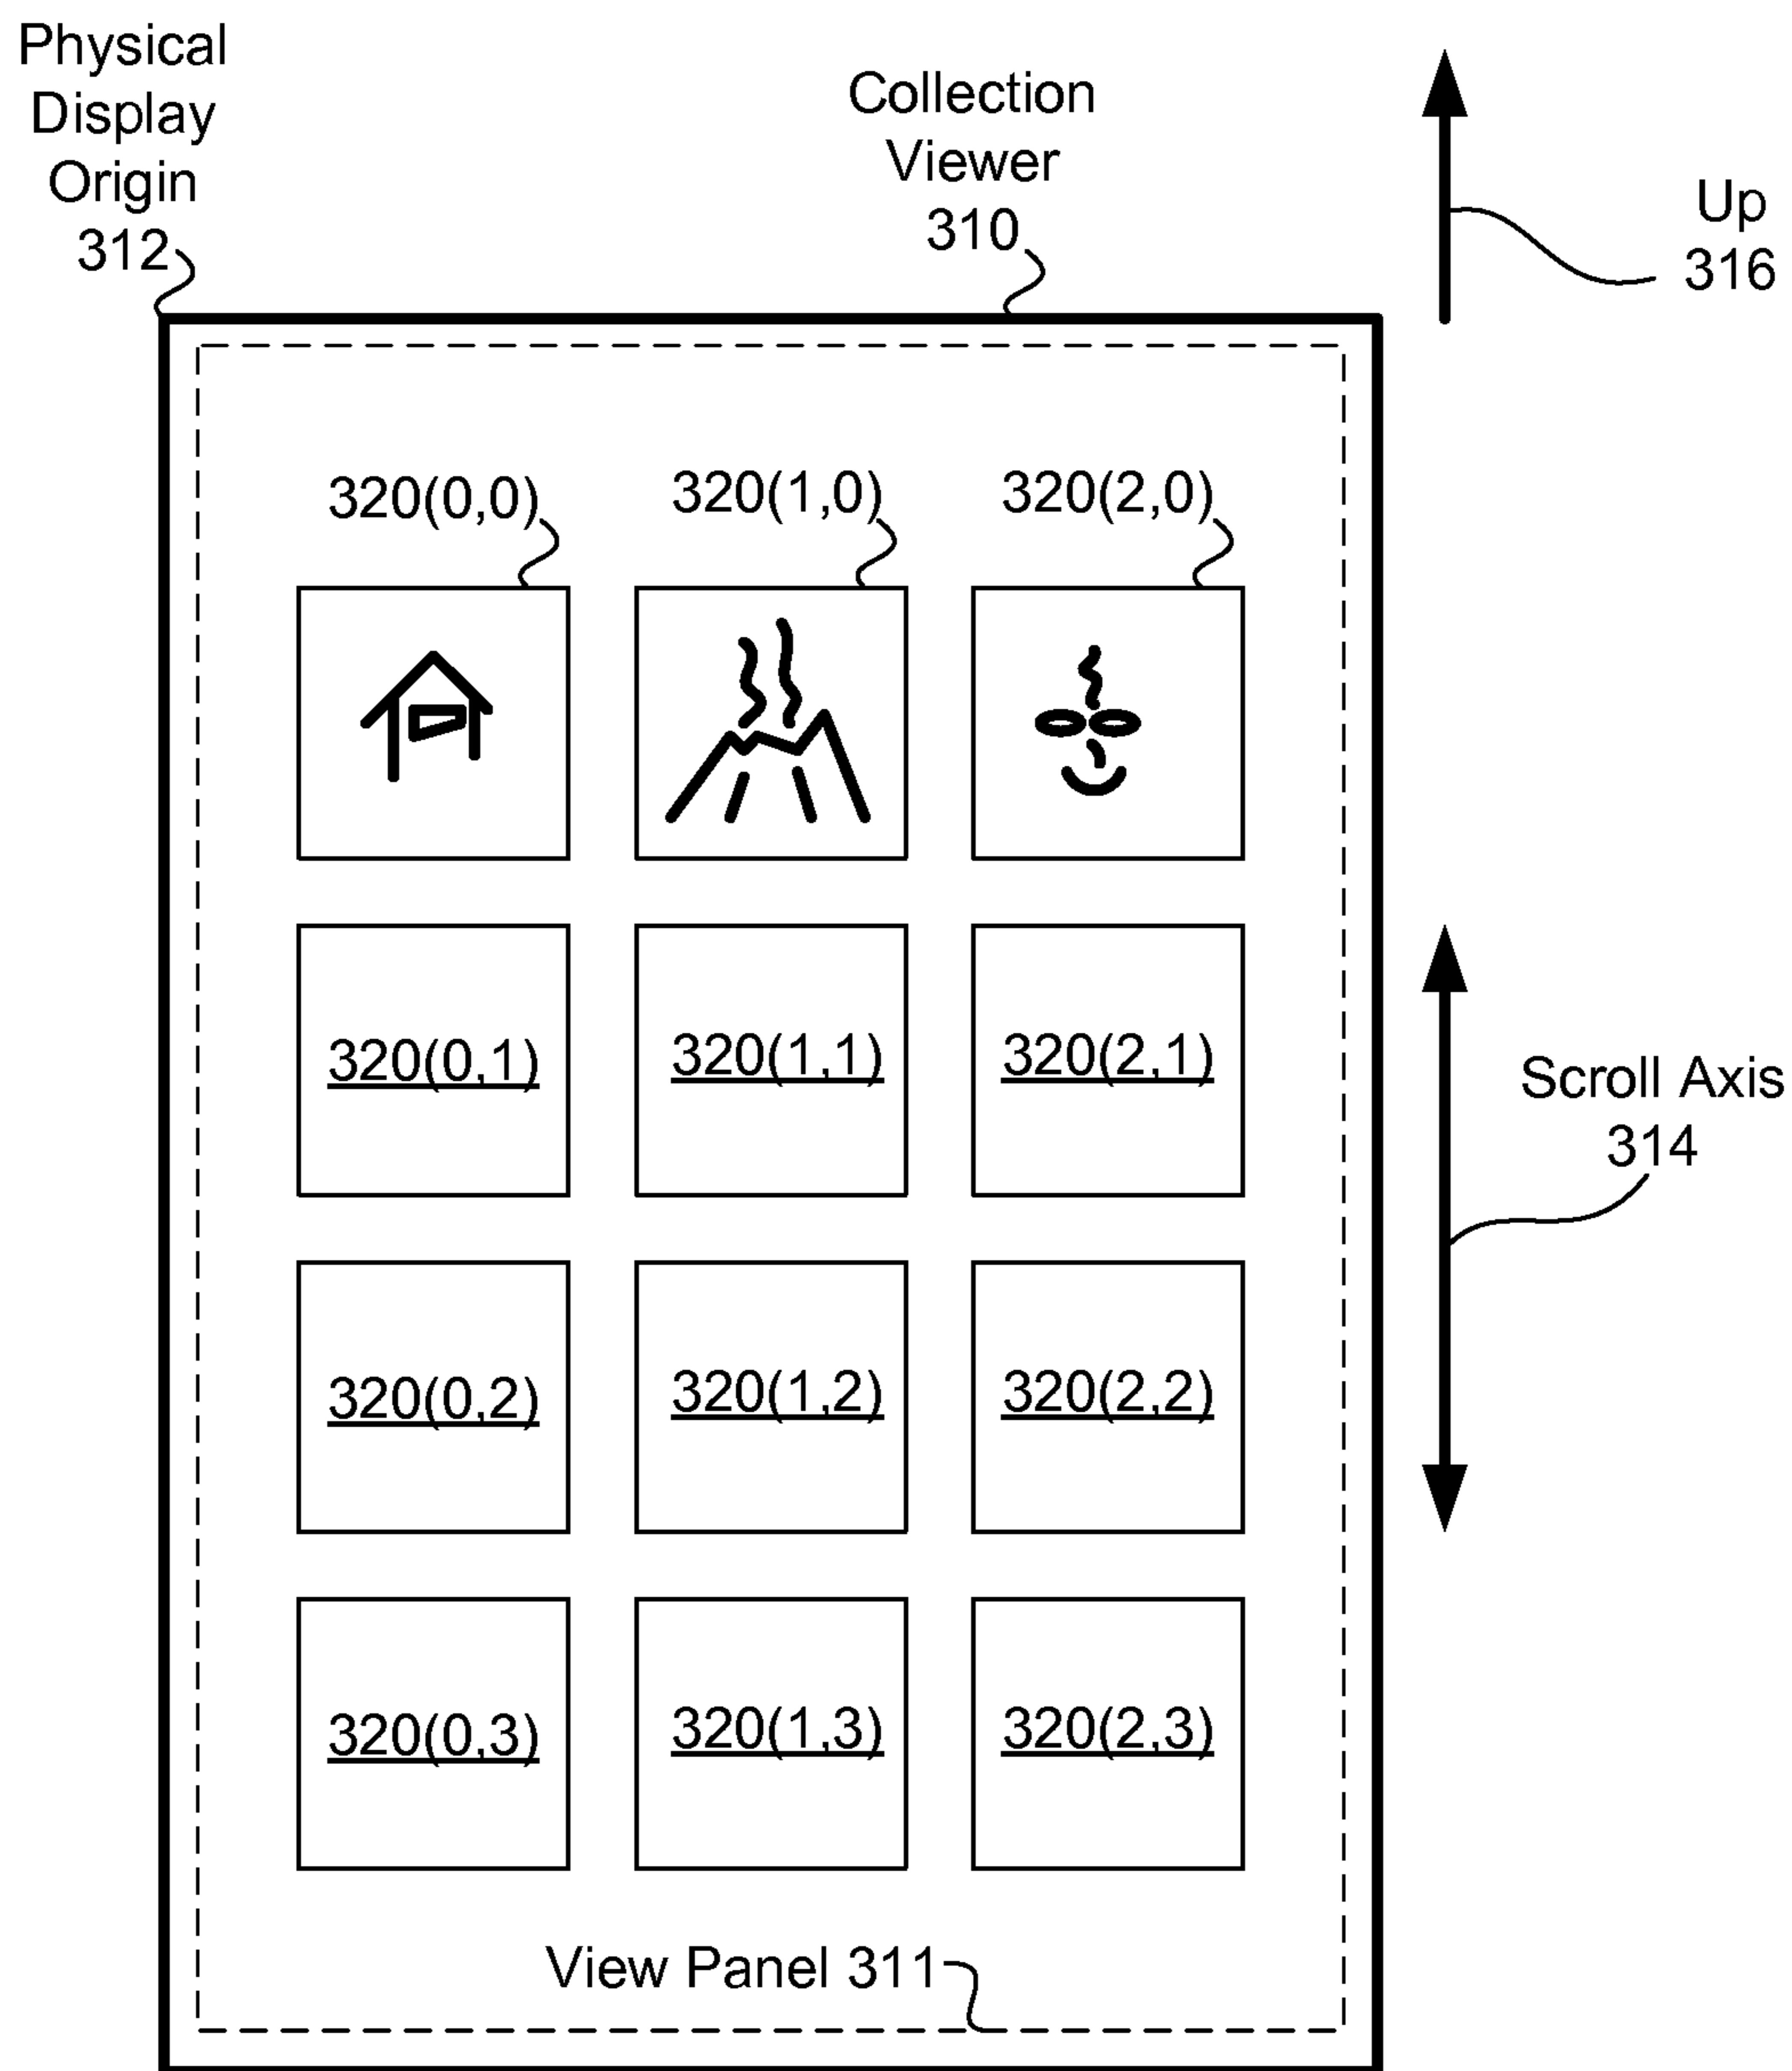 Physical
Display
Origin
312
Collection
Viewer
310
Up
316
320(0,0)
320(1,0)
320(2,0)
320(0,1)
320(1,1)
320(2,1)
Scroll Axis
314
320(0,2)
320(1,2)
320(2,2)
320(0,3)
320(1,3)
320(2,3)
View Panel 311